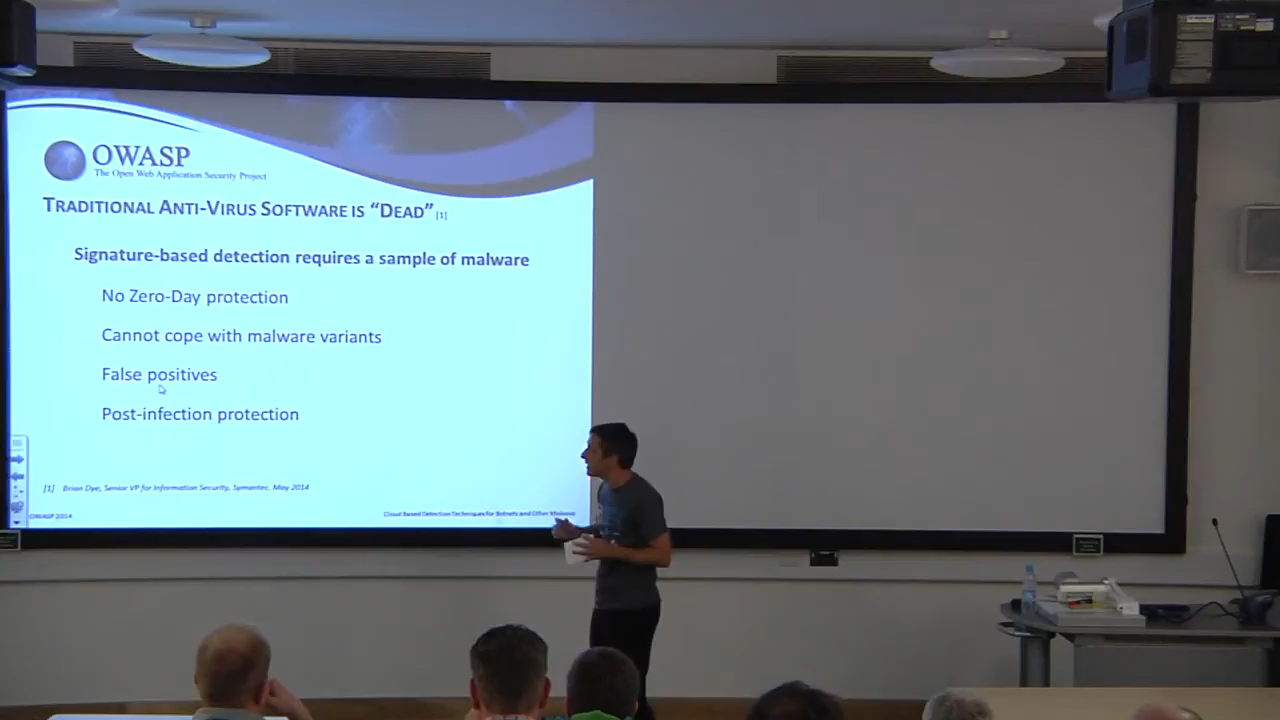 OWASP
The Open Web Application Security Project
TRADITIONAL ANTI-VIRUS SOFTWARE IS “DEAD” [1]
Signature-based detection requires a sample of malware
No Zero-Day protection
Cannot cope with malware variants
False positives
Post-infection protection
[1] Brian Dye, Senior VP for Information Security, Symantec, May 2014
OWASP 2014
Cloud Based Detection Techniques for Botnets and Other Malware